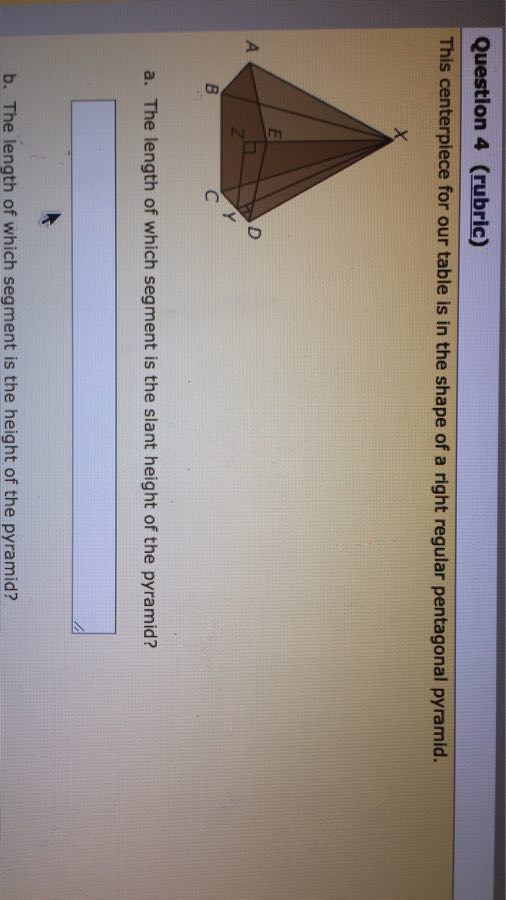 Question 4 (rubric)
This centerpiece for our table is in the shape of a right regular pentagonal pyramid.
X
A
E
D
Z
Y
B
C
a. The length of which segment is the slant height of the pyramid?
b. The length of which segment is the height of the pyramid?